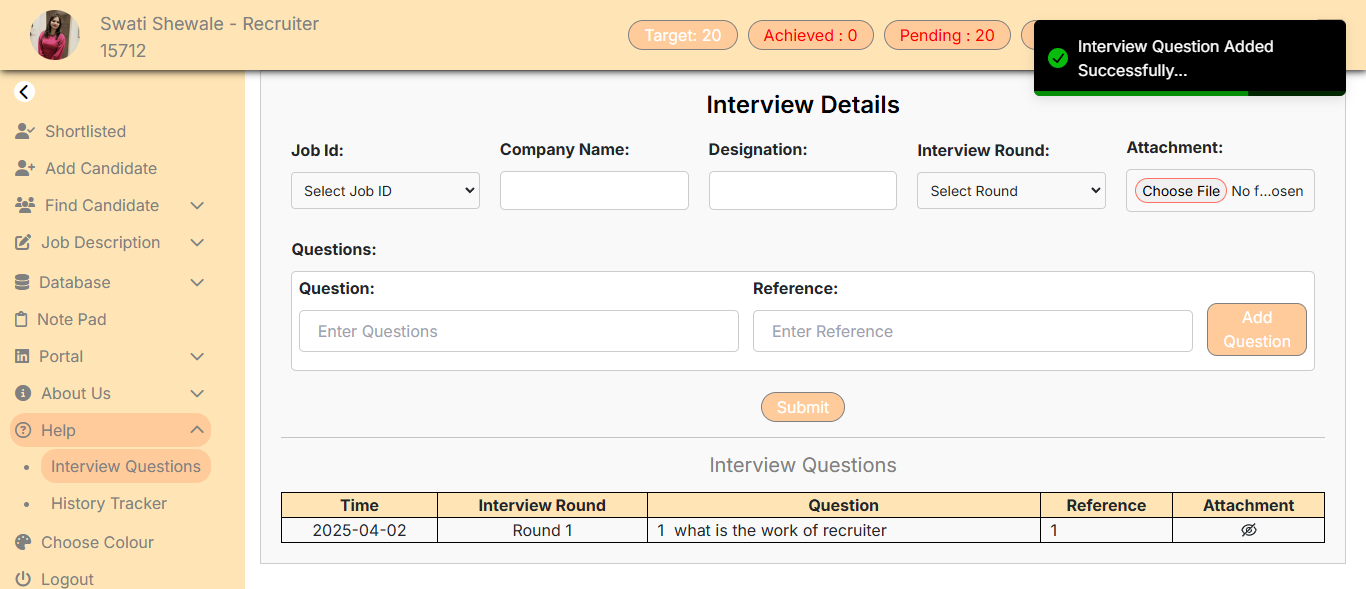 Swati Shewale - Recruiter
15712
Target: 20
Achieved : 0
Pending : 20
Interview Question Added
Successfully...
Shortlisted
Add Candidate
Find Candidate
Job Description
Database
Note Pad
Portal
About Us
Help
Interview Questions
History Tracker
Choose Colour
Logout
Interview Details
Job Id:
Select Job ID
Company Name:
Designation:
Interview Round:
Select Round
Attachment:
Choose File No f...osen
Questions:
Question:
Enter Questions
Reference:
Enter Reference
Add
Question
Submit
Interview Questions
Time Interview Round Question Reference Attachment
2025-04-02 Round 1 1 what is the work of recruiter 1